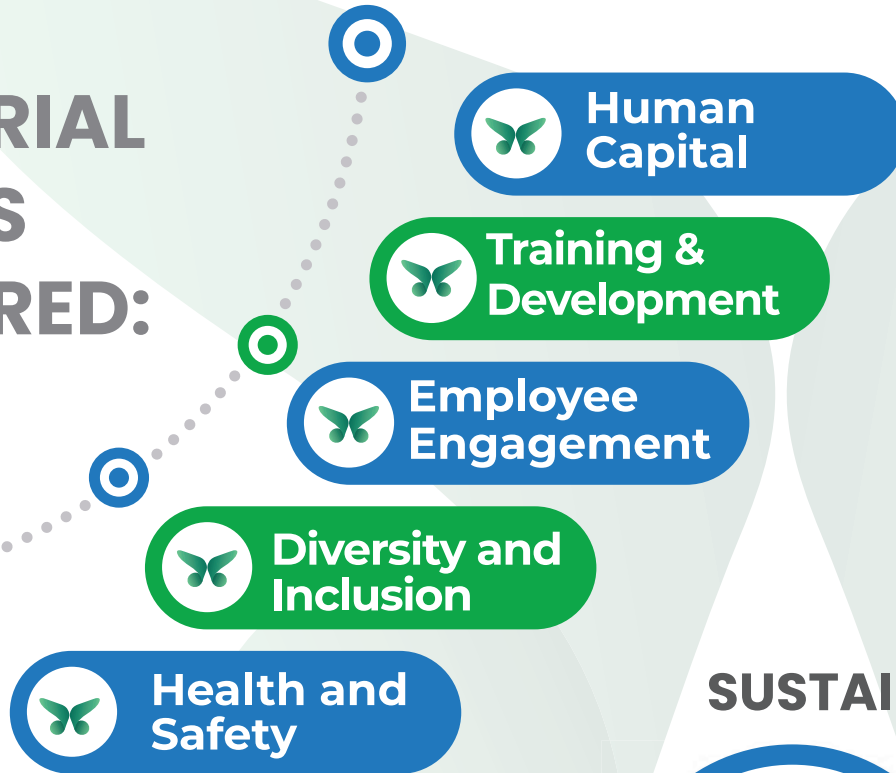 RIAL
S
RED:
Human
Capital
Training &
Development
Employee
Engagement
Diversity and
Inclusion
Health and
Safety
SUSTAI